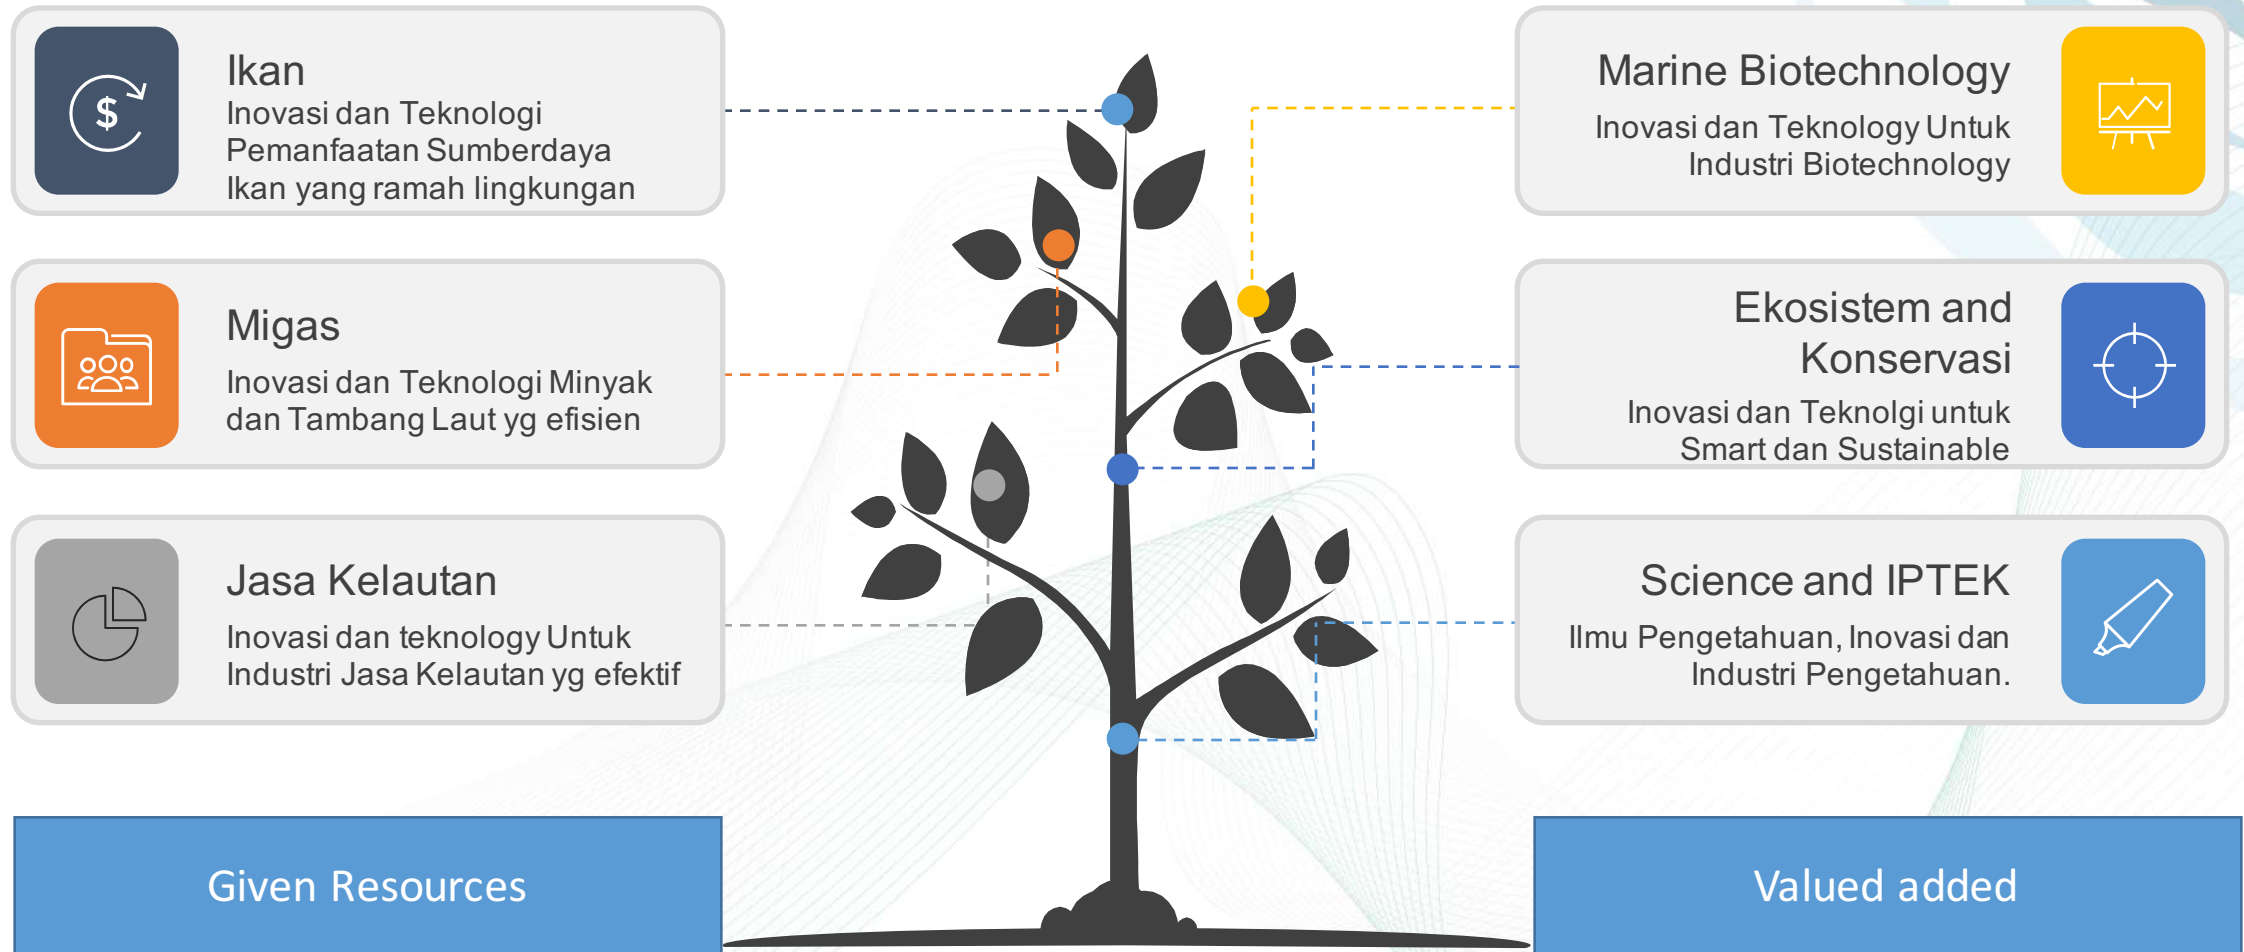 Ikan
Inovasi dan Teknologi
Pemanfaatan Sumberdaya
Ikan yang ramah lingkungan
Migas
Inovasi dan Teknologi Minyak
dan Tambang Laut yg efisien
Jasa Kelautan
Inovasi dan teknology Untuk
Industri Jasa Kelautan yg efektif
Given Resources
Marine Biotechnology
Inovasi dan Teknology Untuk
Industri Biotechnology
Ekosistem and
Konservasi
Inovasi dan Teknolgi untuk
Smart dan Sustainable
Science and IPTEK
Ilmu Pengetahuan, Inovasi dan
Industri Pengetahuan.
Valued added
$